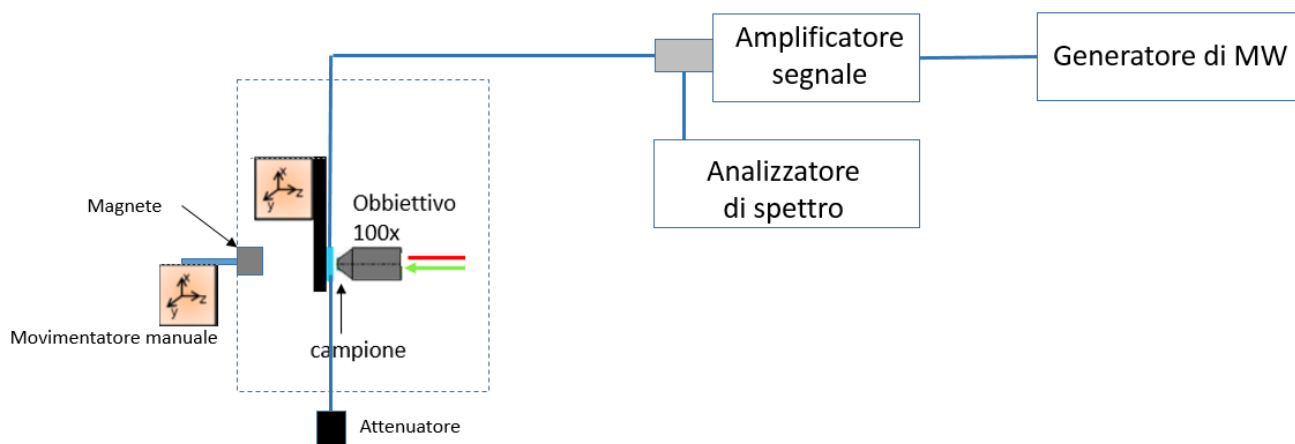 Amplificatore
segnale
Generatore di MW
Analizzatore
di spettro
x
z
y
Obbiettivo
100x
Magnete
x
z
y
Movimentatore manuale
campione
Attenuatore